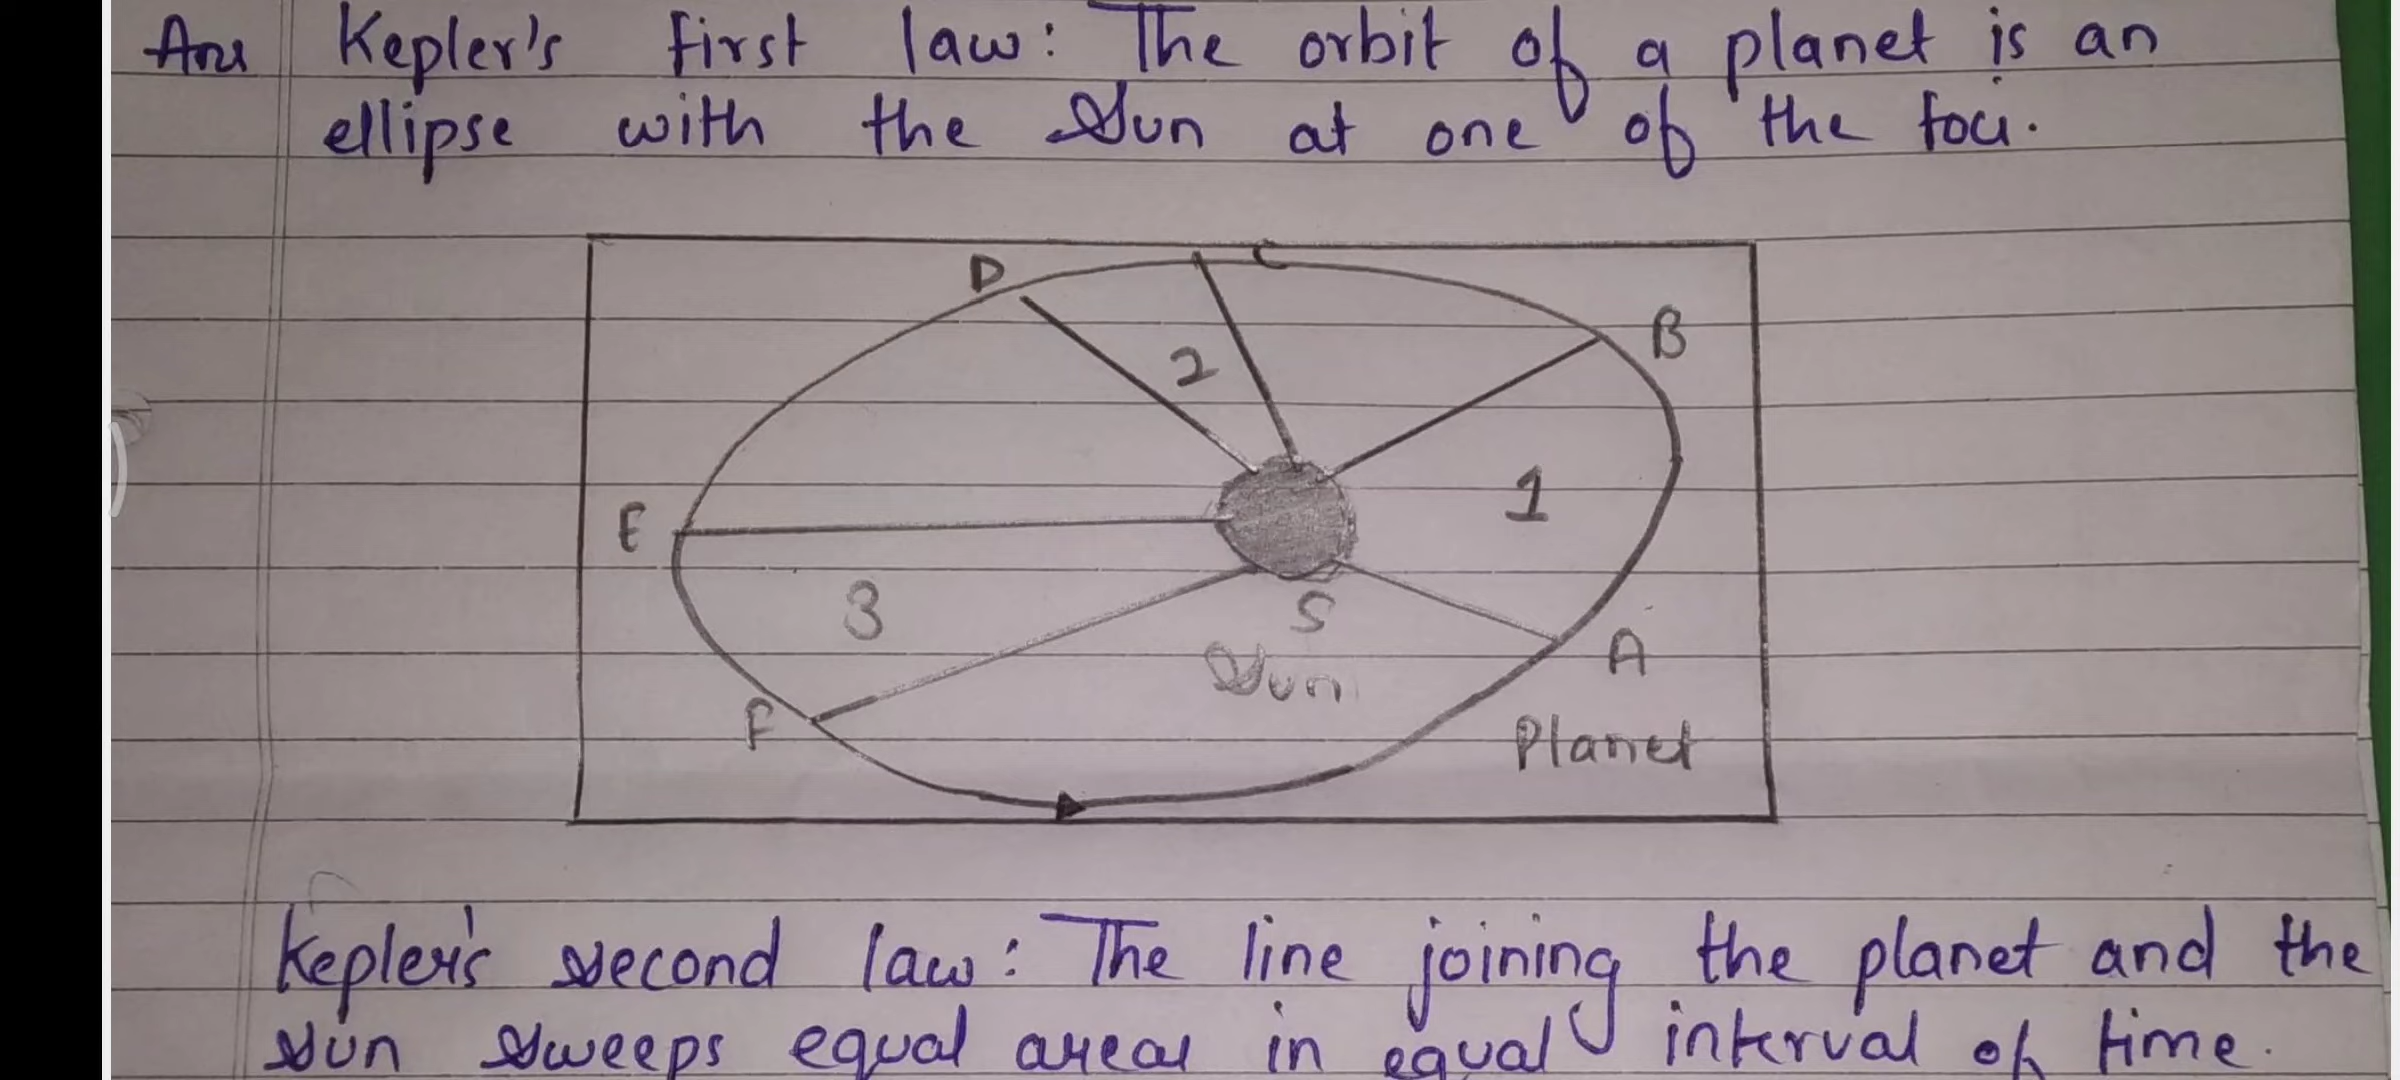 Ans Kepler's first law: The orbit of a planet is an
ellipse with the Sun at one of the foci.
D C
B
2
1
E
3
S
Sun
A
F
Planet
Kepler's second law: The line joining the planet and the
Sun sweeps equal areas in equal interval of time.